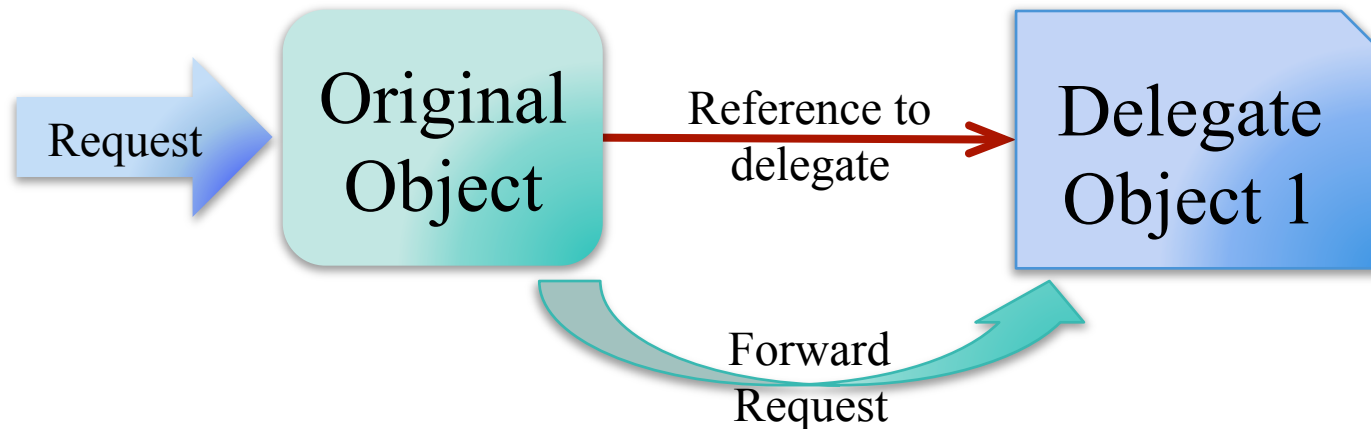 Request
Original
Object
Reference to
delegate
Delegate
Object 1
Forward
Request